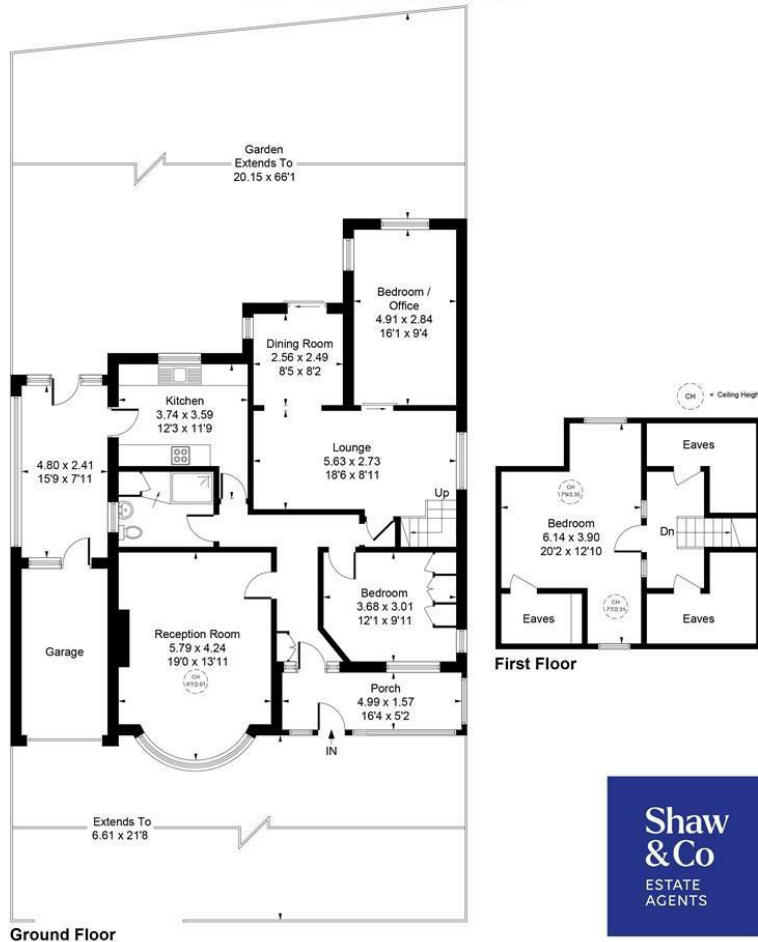 Garden
Extends To
20.15 x 66'1
Bedroom /
Office
4.91 x 2.84
16'1 x 9'4
Dining Room
2.56 x 2.49
8'5 x 8'2
Kitchen
3.74 x 3.59
12'3 x 11'9
4.80 x 2.41
15'9 x 7'11
Lounge
5.63 x 2.73
18'6 x 8'11
Up
Bedroom
3.68 x 3.01
12'1 x 9'11
Reception Room
5.79 x 4.24
19'0 x 13'11
CH
Garage
Porch
4.99 x 1.57
16'4 x 5'2
IN
Extends To
6.61 x 21'8
Ground Floor
CH = Ceiling Heigh
Eaves
CH
Bedroom
6.14 x 3.90
20'2 x 12'10
Dn
CH
Eaves
Eaves
First Floor
Shaw
& Co
ESTATE
AGENTS